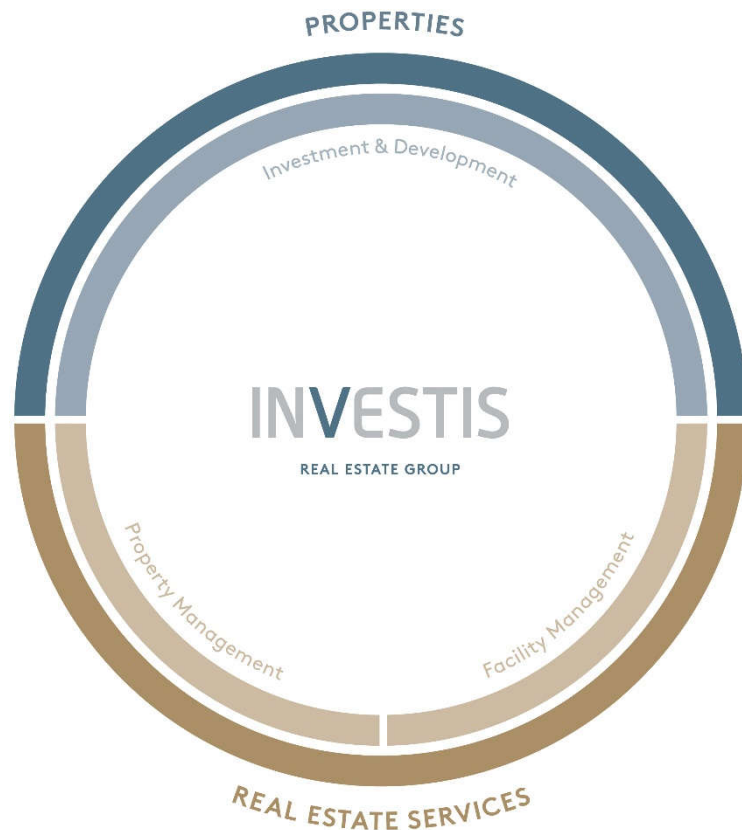 PROPERTIES
Investment & Development
INVESTIS
REAL ESTATE GROUP
Property Management
Facility Management
REAL ESTATE SERVICES